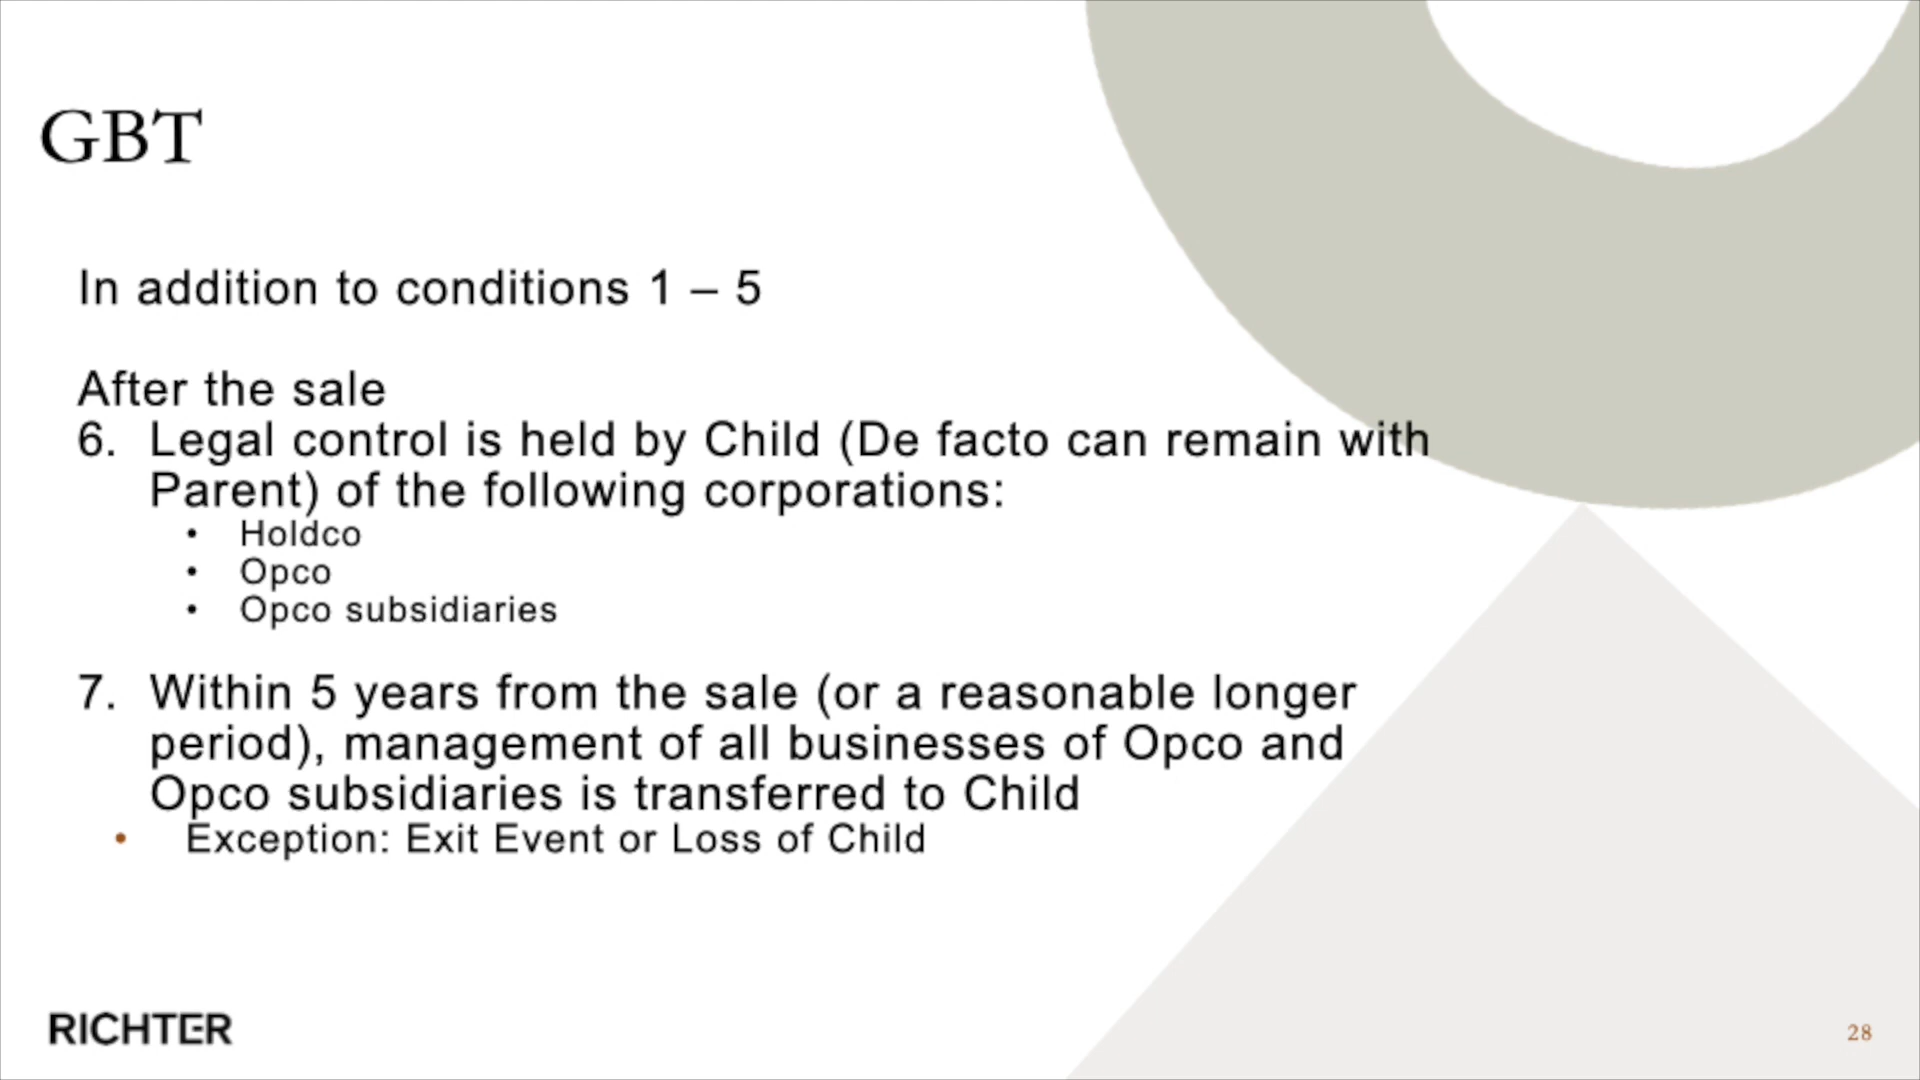 GBT
In addition to conditions 1 – 5
After the sale
6. Legal control is held by Child (De facto can remain with
Parent) of the following corporations:
• Holdco
• Opco
• Opco subsidiaries
7. Within 5 years from the sale (or a reasonable longer
period), management of all businesses of Opco and
Opco subsidiaries is transferred to Child
• Exception: Exit Event or Loss of Child
RICHTER
28